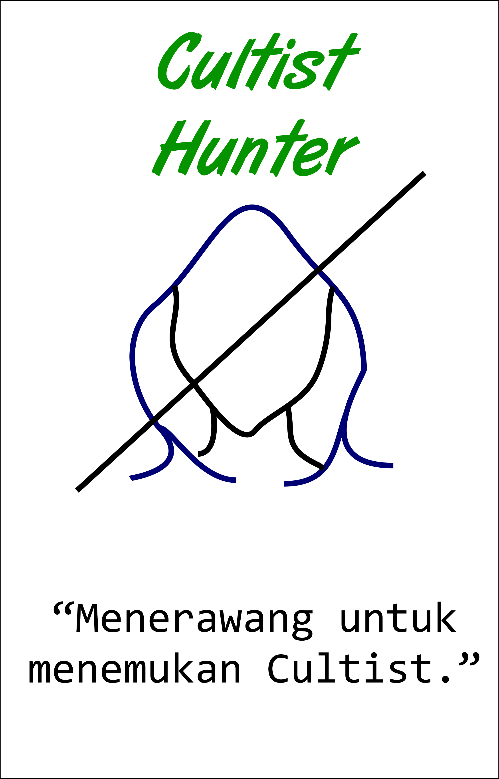 Cultist
Hunter
“Menerawang untuk
menemukan Cultist.”